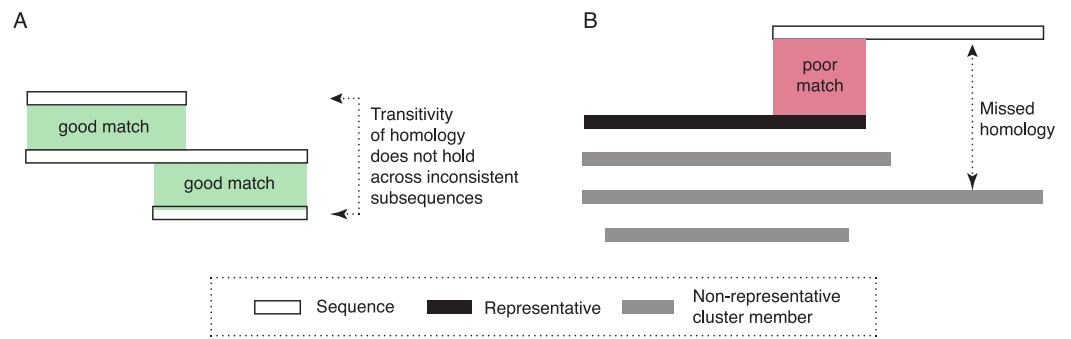 A
good match
good match
Transitivity
of homology
does not hold
across inconsistent
subsequences
B
poor
match
Missed
homology
Sequence
Representative
Non-representative
cluster member